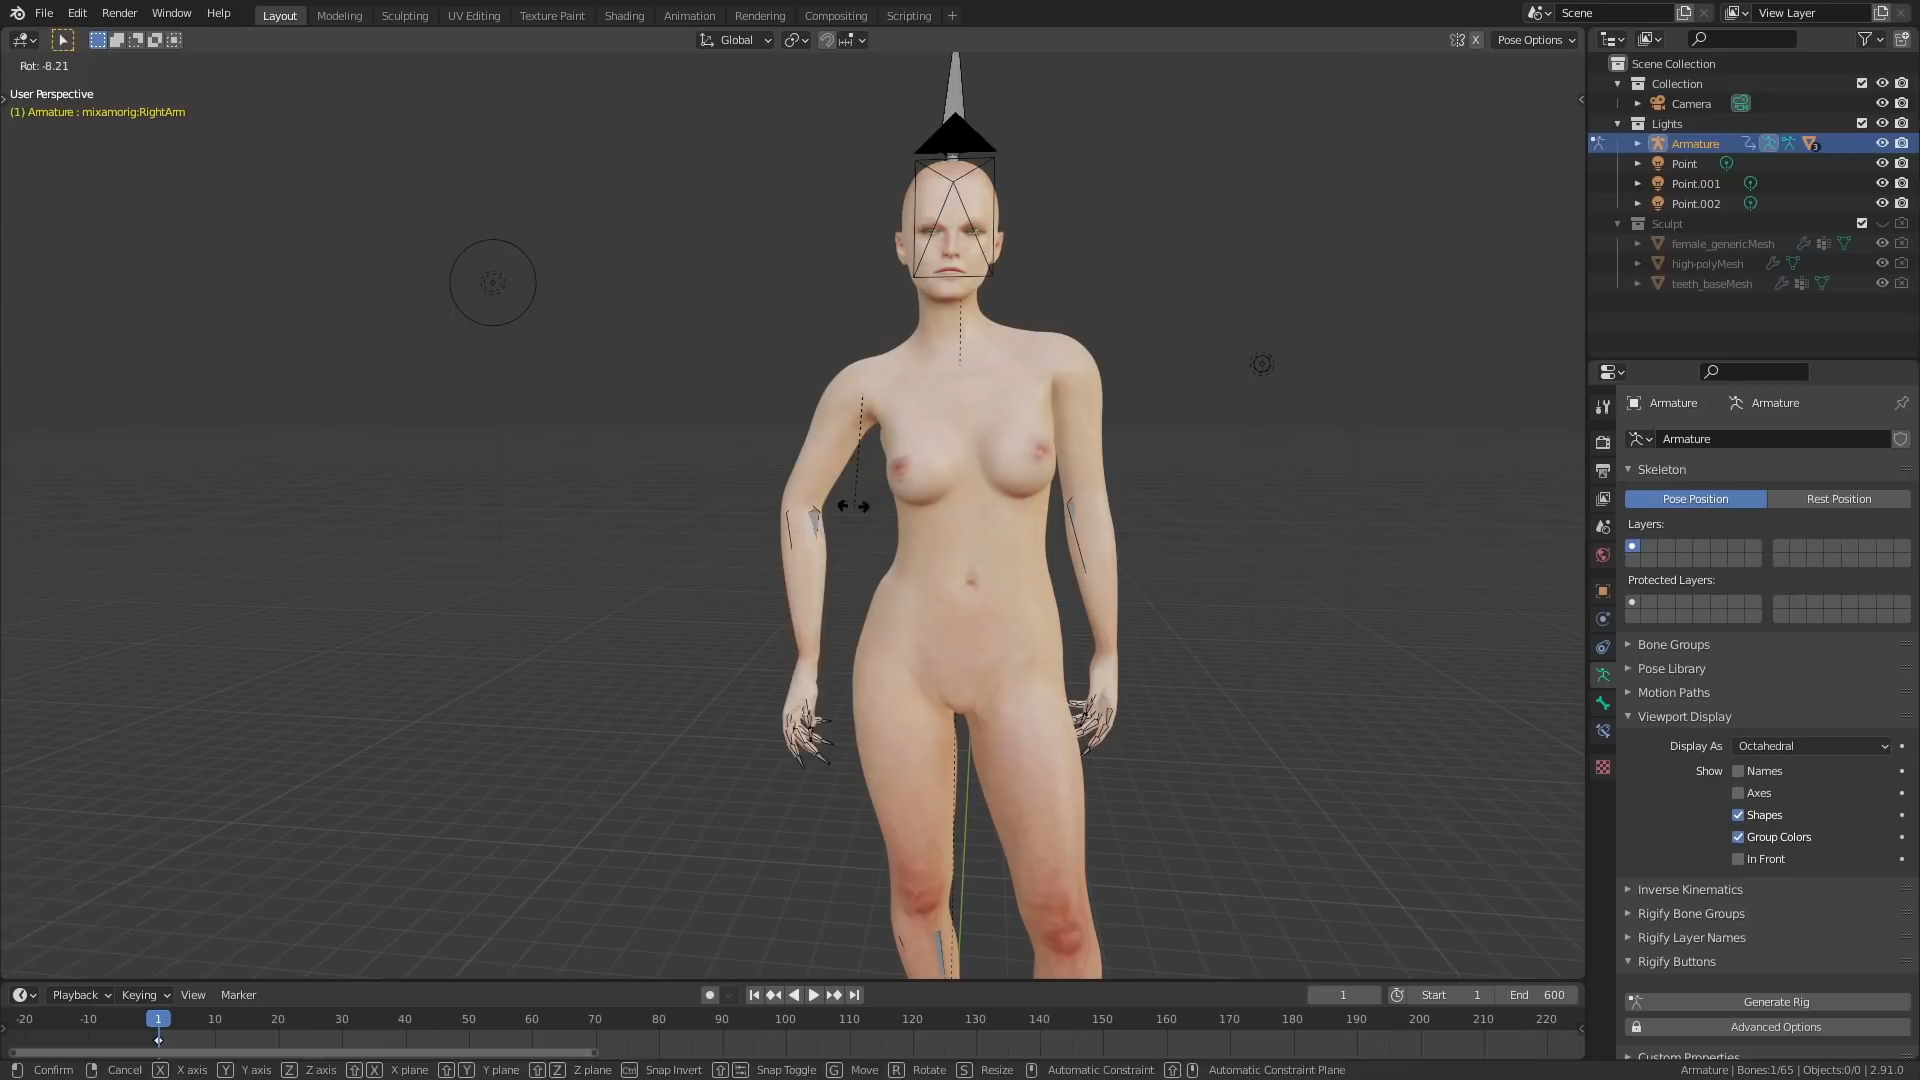 File Edit Render Window Help Layout Modeling Sculpting UV Editing Texture Paint Shading Animation Rendering Compositing Scripting + Scene View Layer
Global X Pose Options
Rot: -8.21
User Perspective
(1) Armature : mixamorig:RightArm
Scene Collection
Collection
Camera
Lights
Armature 3
Point
Point.001
Point.002
Sculpt
female_genericMesh
high-polyMesh
teeth_baseMesh
Armature Armature
Armature
Skeleton
Pose Position Rest Position
Layers:
Protected Layers:
Bone Groups
Pose Library
Motion Paths
Viewport Display
Display As Octahedral
Show Names
Axes
Shapes
Group Colors
In Front
Inverse Kinematics
Rigify Bone Groups
Rigify Layer Names
Rigify Buttons
Generate Rig
Advanced Options
Custom Properties
Playback Keying View Marker 1 Start 1 End 600
-20 -10 1 10 20 30 40 50 60 70 80 90 100 110 120 130 140 150 160 170 180 190 200 210 220
Confirm Cancel X X axis Y Y axis Z Z axis X X plane Y Y plane Z Z plane Ctrl Snap Invert Snap Toggle G Move R Rotate S Resize Automatic Constraint Automatic Constraint Plane Armature | Bones:1/65 | Objects:0/0 | 2.91.0